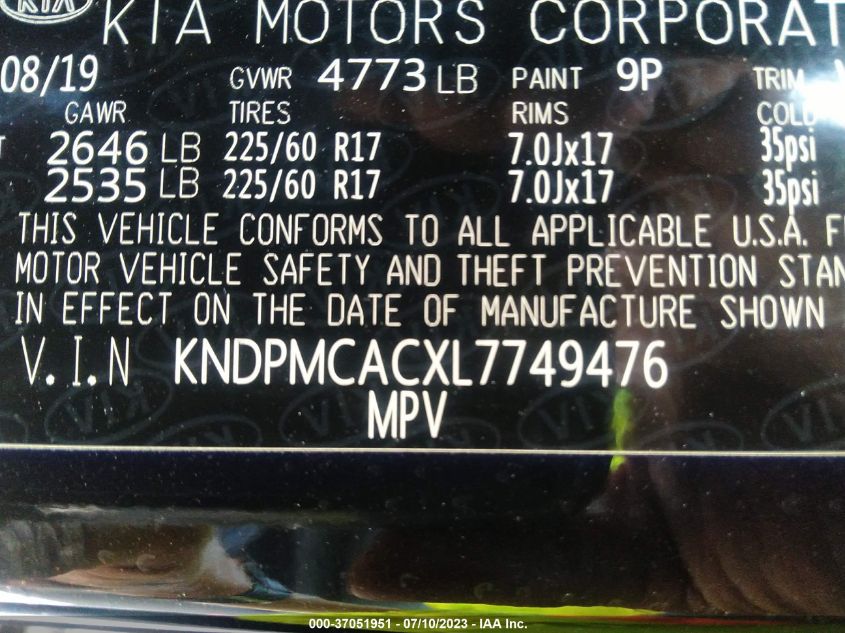 KIA
KIA MOTORS CORPORAT
08/19 GVWR 4773 LB PAINT 9P TRIM
GAWR TIRES RIMS COLD
2646 LB 225/60 R17 7.0Jx17 35psi
2535 LB 225/60 R17 7.0Jx17 35psi
THIS VEHICLE CONFORMS TO ALL APPLICABLE U.S.A. F
MOTOR VEHICLE SAFETY AND THEFT PREVENTION STAN
IN EFFECT ON THE DATE OF MANUFACTURE SHOWN
V.I.N KNDPMCACXL7749476
MPV
000-37051951 - 07/10/2023 - IAA Inc.